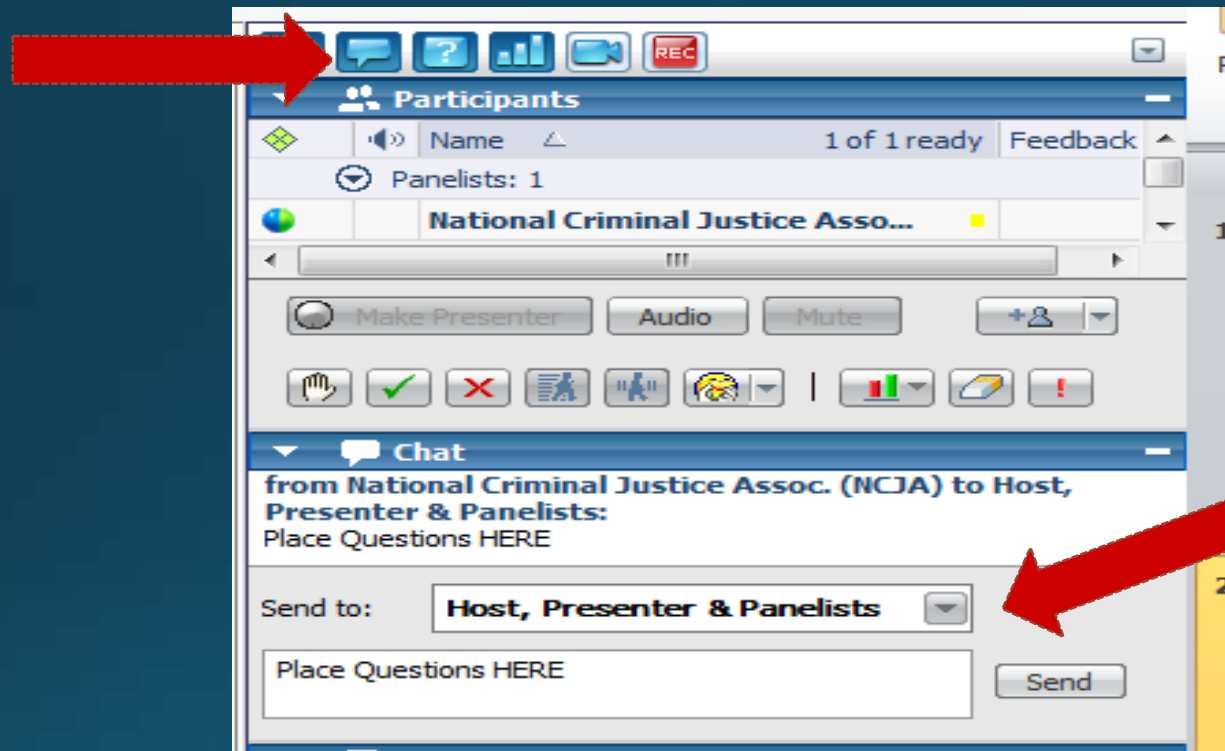 REC
F
Participants
Name 1 of 1 ready Feedback
Panelists: 1
National Criminal Justice Asso...
1
Make Presenter Audio Mute
Chat
from National Criminal Justice Assoc. (NCJA) to Host,
Presenter & Panelists:
Place Questions HERE
2
Send to: Host, Presenter & Panelists
Place Questions HERE
Send